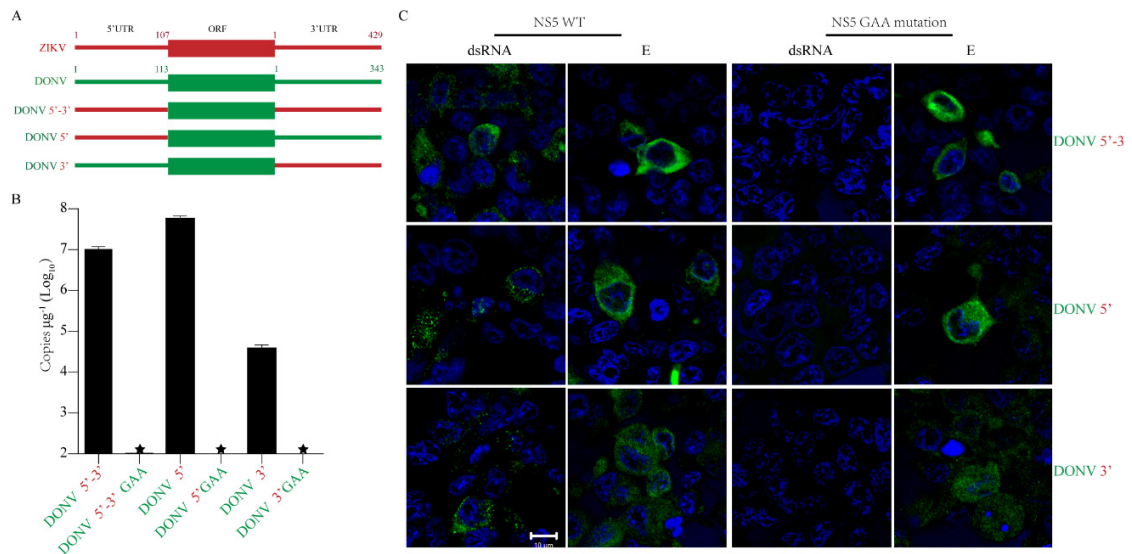 A
5'UTR ORF 3'UTR
1 107 1 429
ZIKV
1 113 1 343
DONV
DONV 5'-3'
DONV 5'
DONV 3'
B
8
7
6
5
4
3
2
Copies µg⁻¹ (Log₁₀)
DONV 5'-3'
DONV 5'-3' GAA
DONV 5'
DONV 5'GAA
DONV 3'
DONV 3'GAA
C
NS5 WT NS5 GAA mutation
dsRNA E dsRNA E
DONV 5'-3
DONV 5'
DONV 3'
10 µm